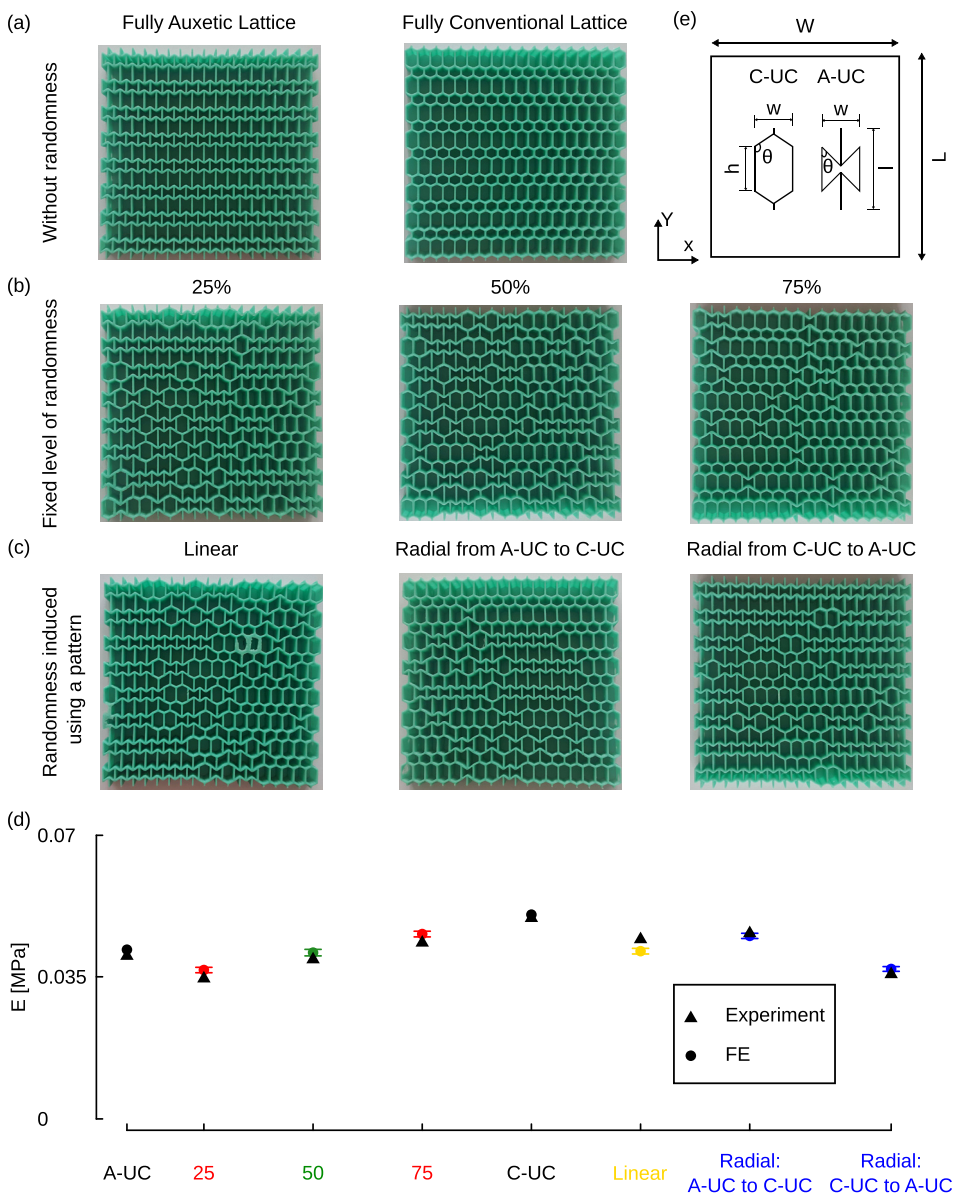 (a)
Fully Auxetic Lattice
Fully Conventional Lattice
(e)
Without randomness
W
C-UC
A-UC
w
w
h
θ
θ
l
L
Y
x
(b)
25%
50%
75%
Fixed level of randomness
(c)
Linear
Radial from A-UC to C-UC
Radial from C-UC to A-UC
Randomness induced
using a pattern
(d)
0.07
0.035
0
E [MPa]
Experiment
FE
A-UC
25
50
75
C-UC
Linear
Radial:
A-UC to C-UC
Radial:
C-UC to A-UC